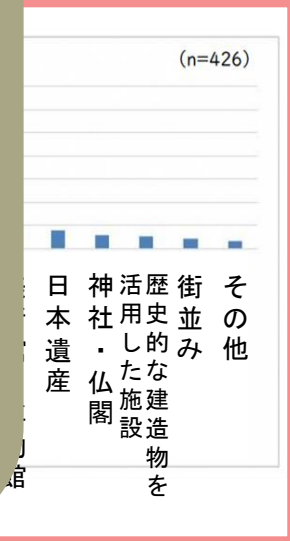 (n=426)
日本遺産
神社・仏閣
歴史的な建造物を
活用した施設
街並み
その他